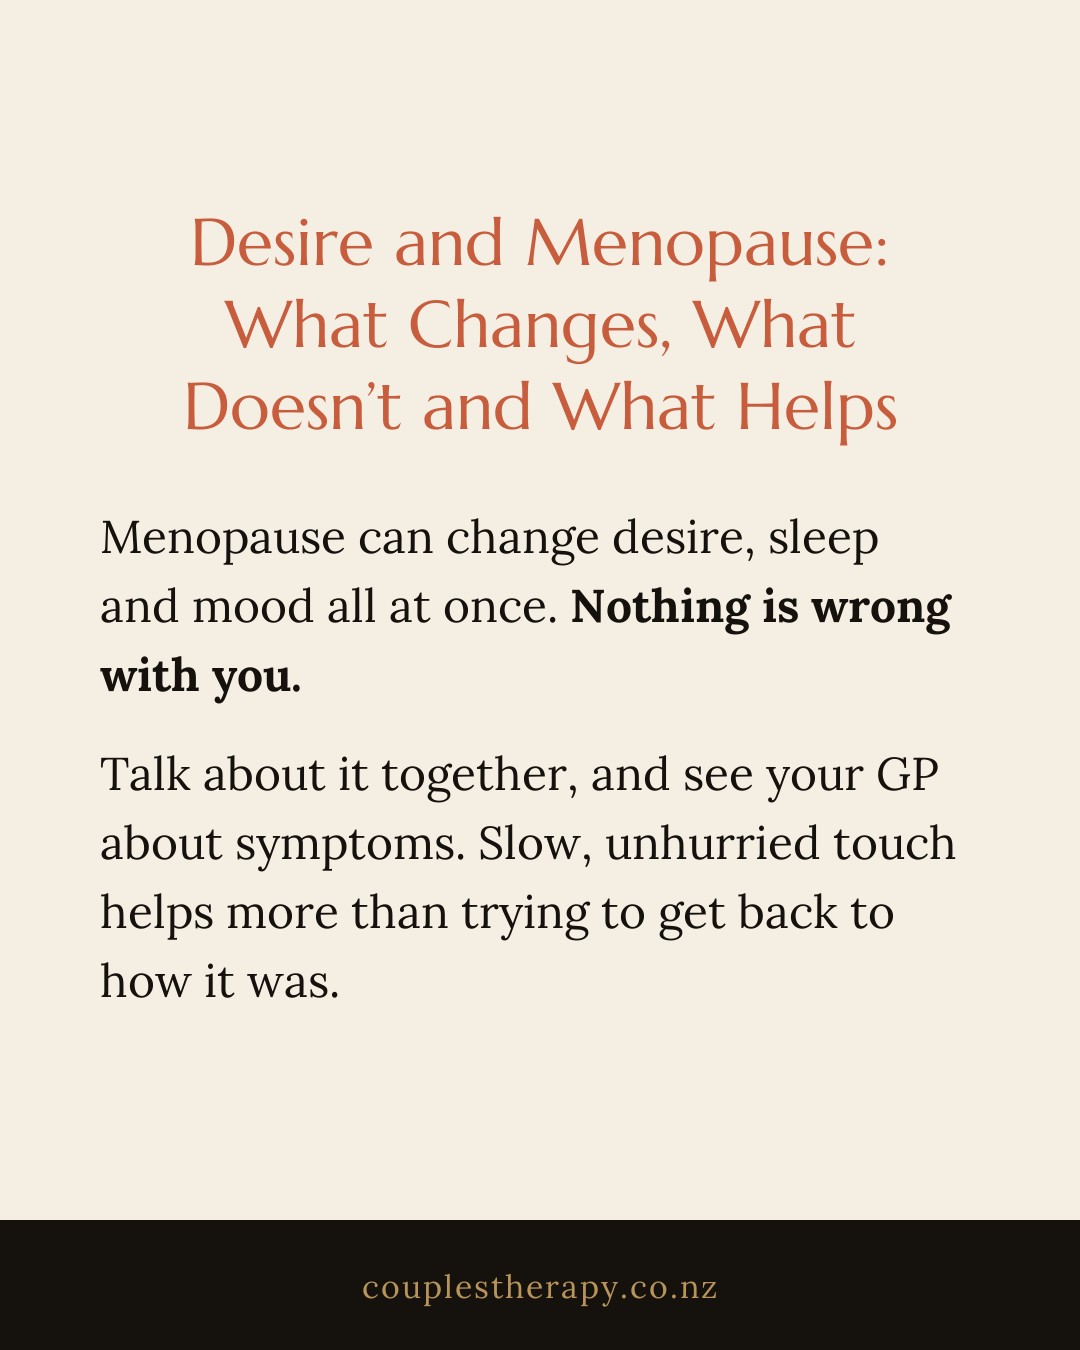 Desire and Menopause:
What Changes, What
Doesn’t and What Helps
Menopause can change desire, sleep
and mood all at once. Nothing is wrong
with you.
Talk about it together, and see your GP
about symptoms. Slow, unhurried touch
helps more than trying to get back to
how it was.
couplestherapy.co.nz